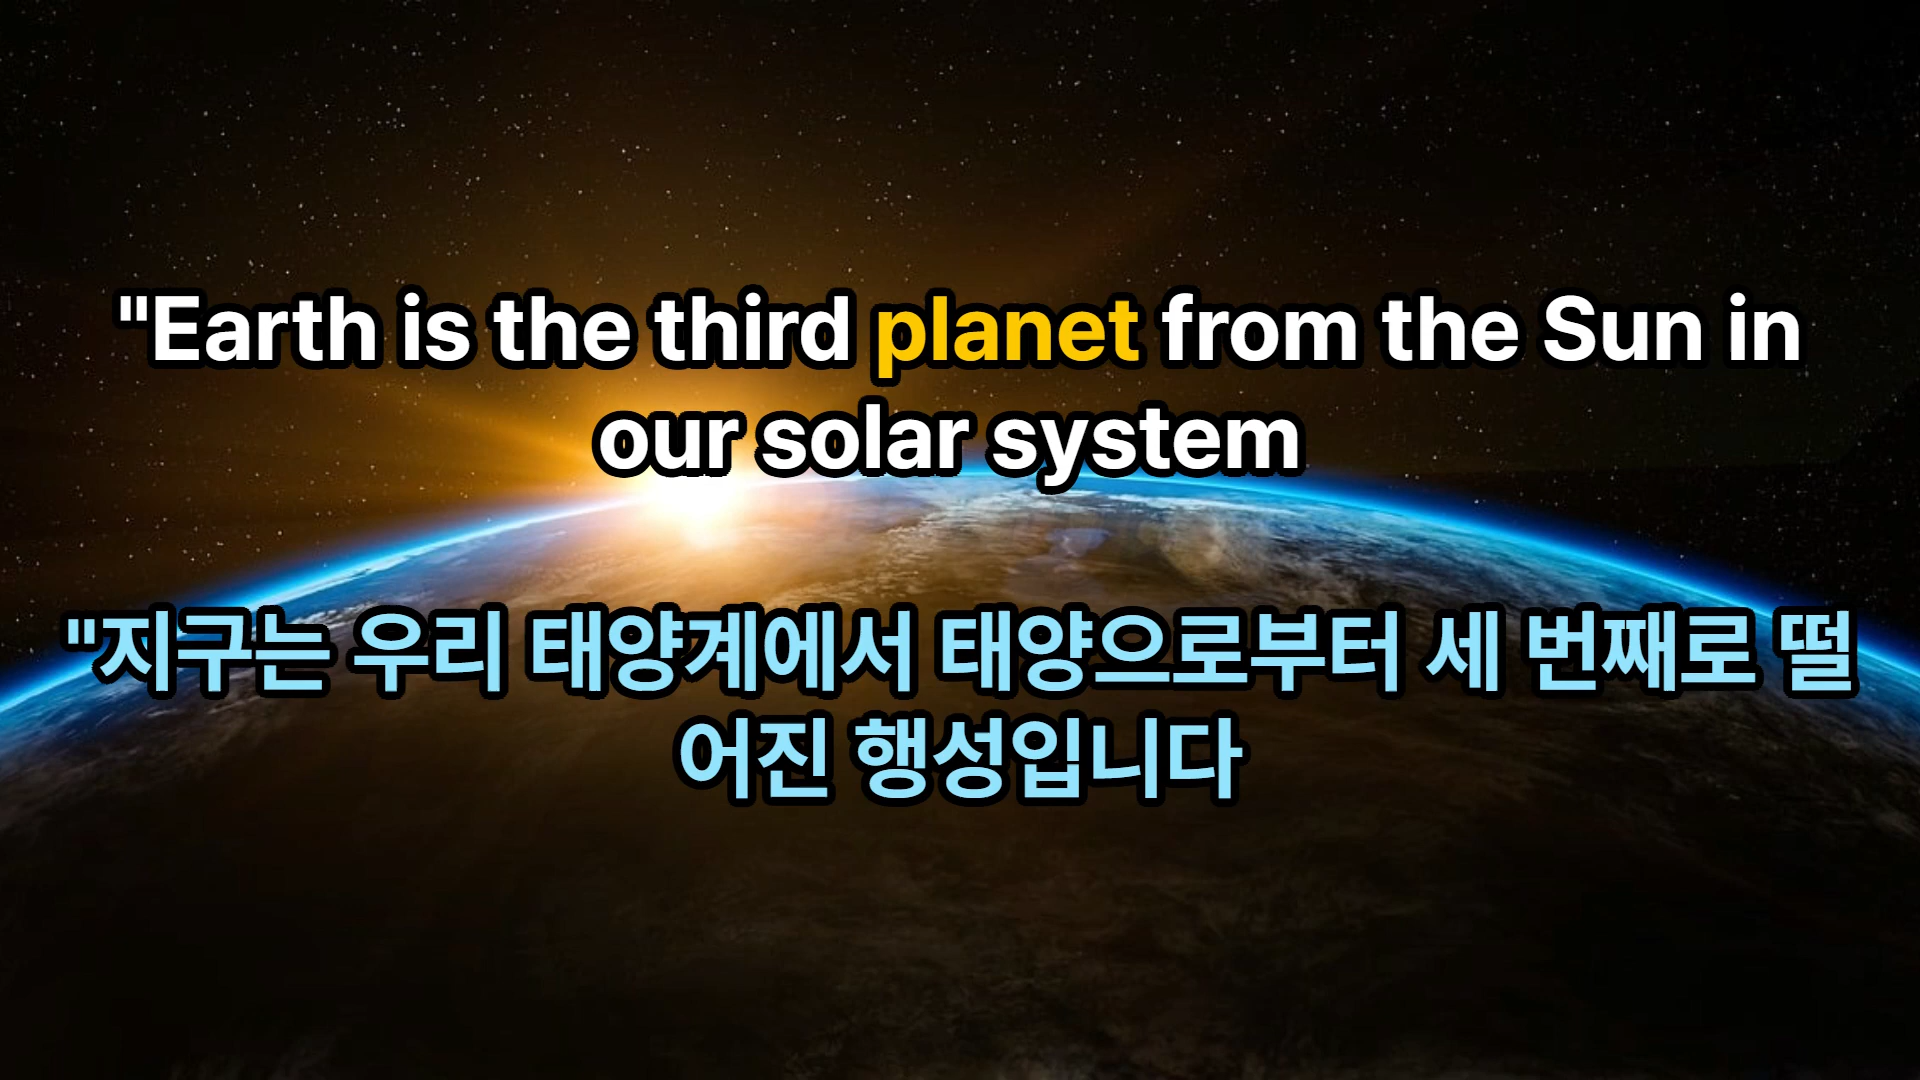 "Earth is the third planet from the Sun in
our solar system
"지구는 우리 태양계에서 태양으로부터 세 번째로 떨
어진 행성입니다